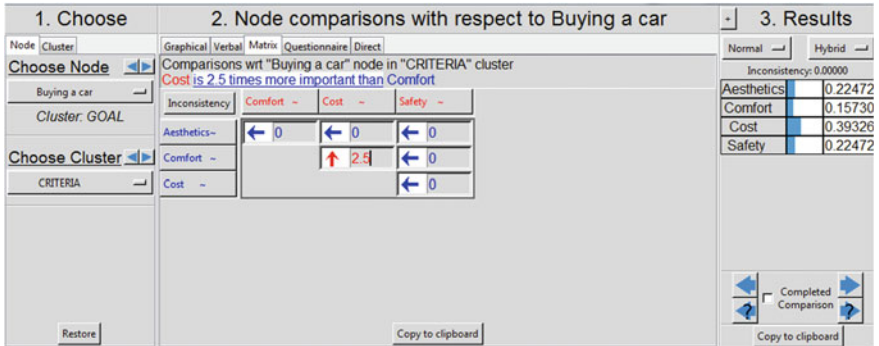 1. Choose
Node Cluster
Choose Node
Buying a car
Cluster: GOAL
Choose Cluster
CRITERIA
Restore
2. Node comparisons with respect to Buying a car
Graphical Verbal Matrix Questionnaire Direct
Comparisons wrt "Buying a car" node in "CRITERIA" cluster
Cost is 2.5 times more important than Comfort
Inconsistency Comfort ~ Cost ~ Safety ~
Aesthetics~ 0 0 0
Comfort ~ 2.5 0
Cost ~ 0
Copy to clipboard
+ 3. Results
Normal Hybrid
Inconsistency: 0.00000
Aesthetics 0.22472
Comfort 0.15730
Cost 0.39326
Safety 0.22472
Completed
Comparison
? ?
Copy to clipboard